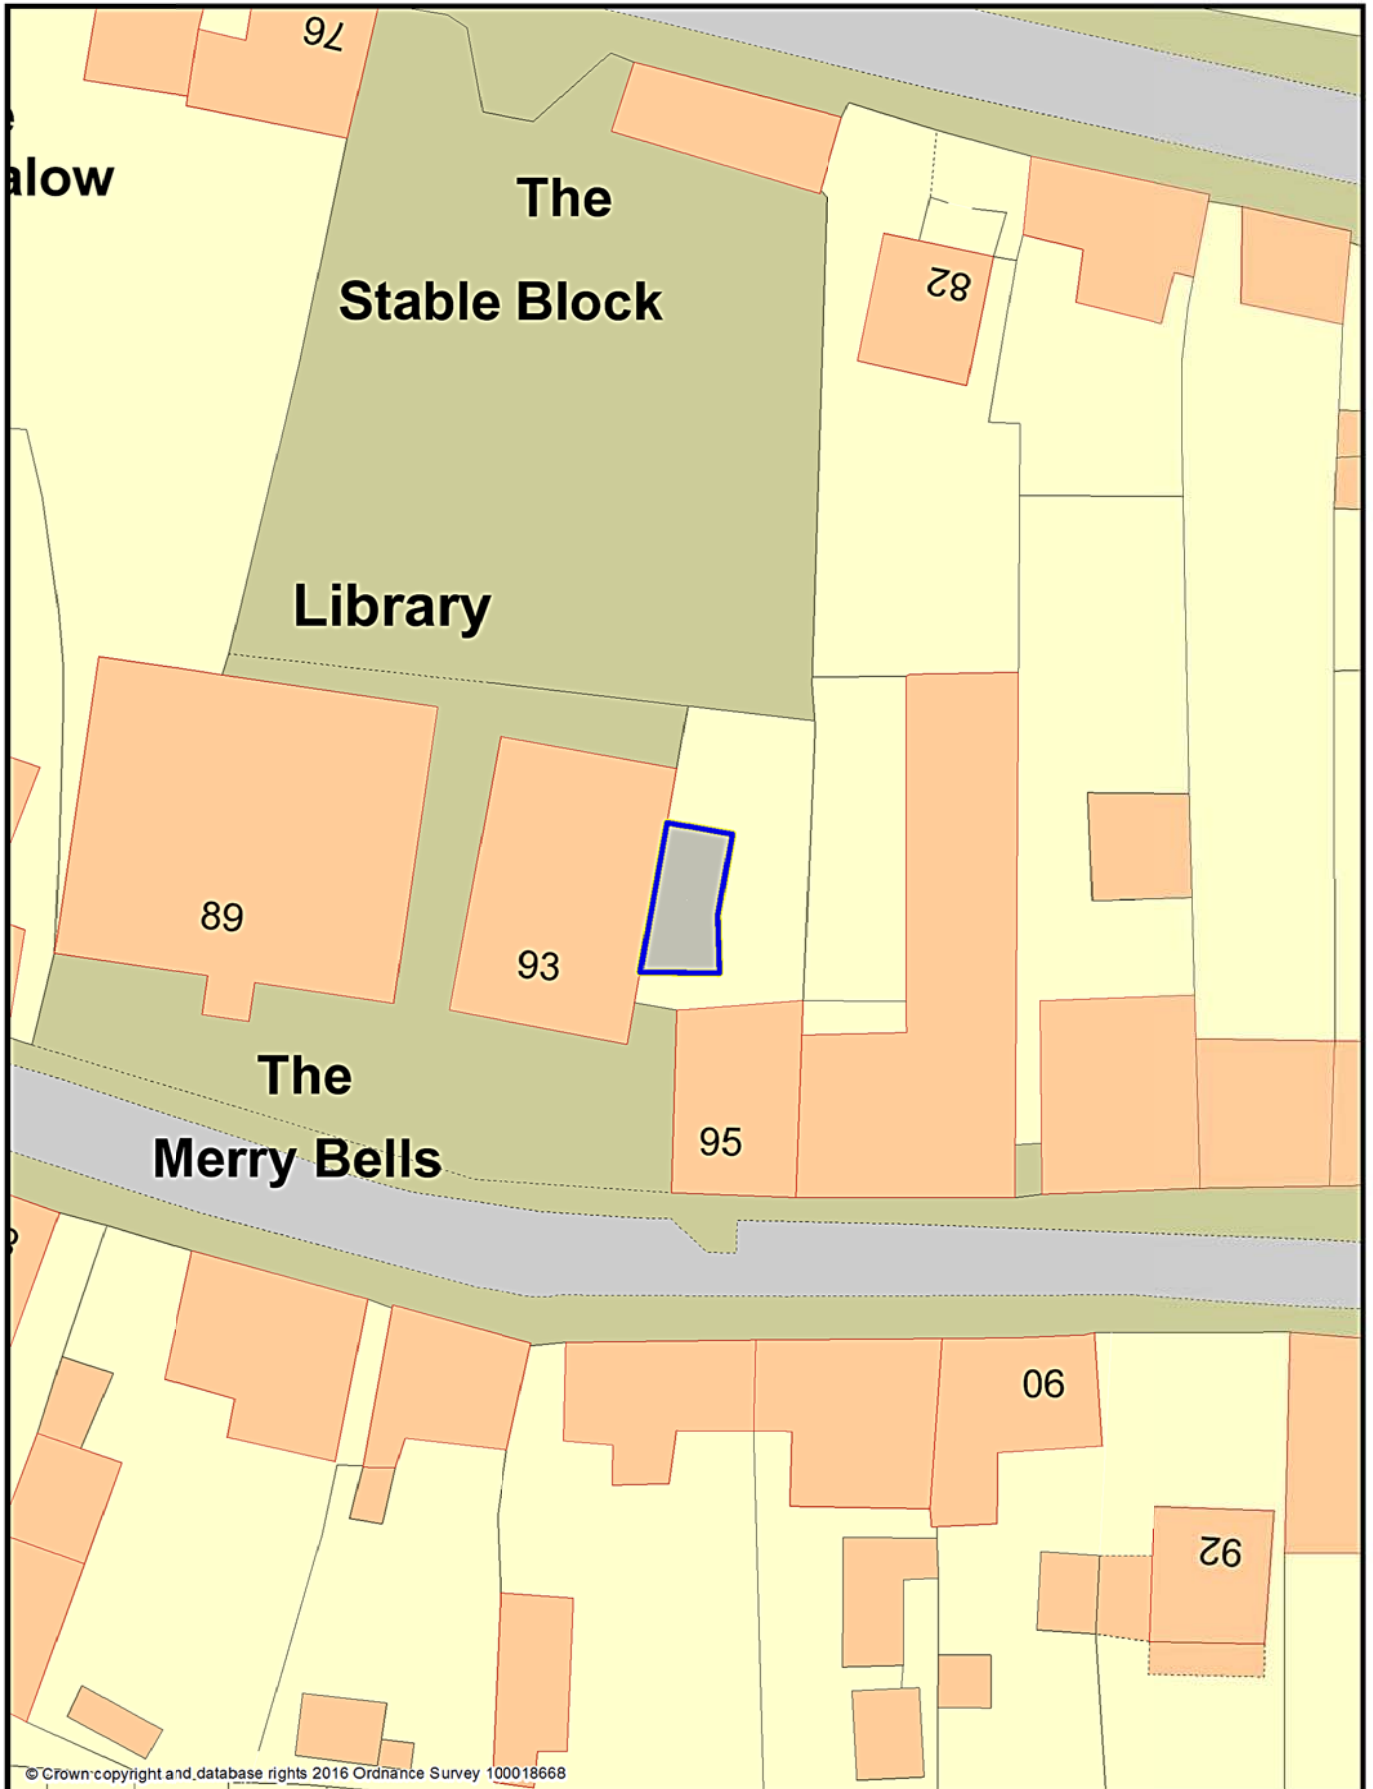 76
alow
The
Stable Block
82
Library
89
93
The
Merry Bells
95
90
92
© Crown copyright and database rights 2016 Ordnance Survey 100018668